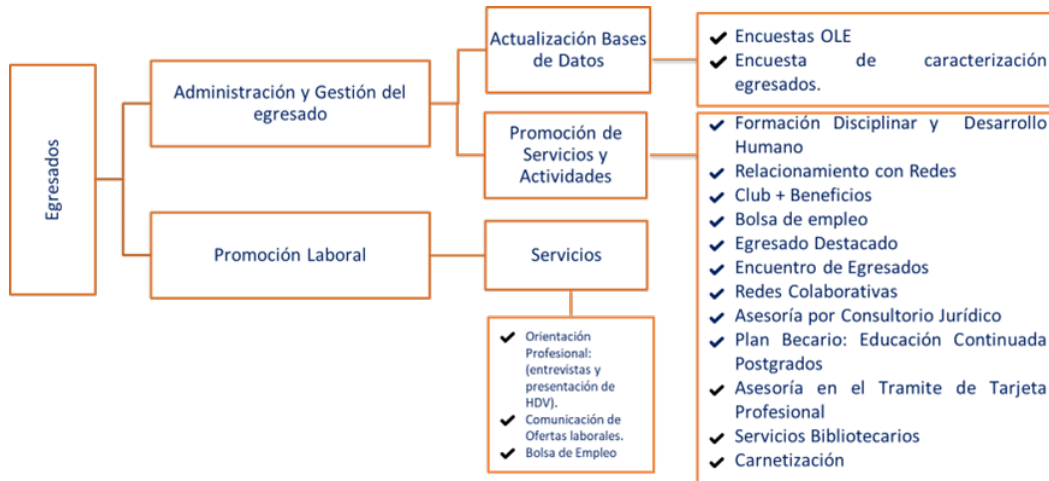 Egresados
Administración y Gestión del
egresado
Actualización Bases
de Datos
Encuestas OLE
Encuesta de caracterización
egresados.
Promoción de
Servicios y
Actividades
Formación Disciplinar y Desarrollo
Humano
Relacionamiento con Redes
Club + Beneficios
Bolsa de empleo
Egresado Destacado
Encuentro de Egresados
Redes Colaborativas
Asesoría por Consultorio Jurídico
Plan Becario: Educación Continuada
Postgrados
Asesoría en el Tramite de Tarjeta
Profesional
Servicios Bibliotecarios
Carnetización
Promoción Laboral
Servicios
Orientación
Profesional:
(entrevistas y
presentación de
HDV).
Comunicación de
Ofertas laborales.
Bolsa de Empleo